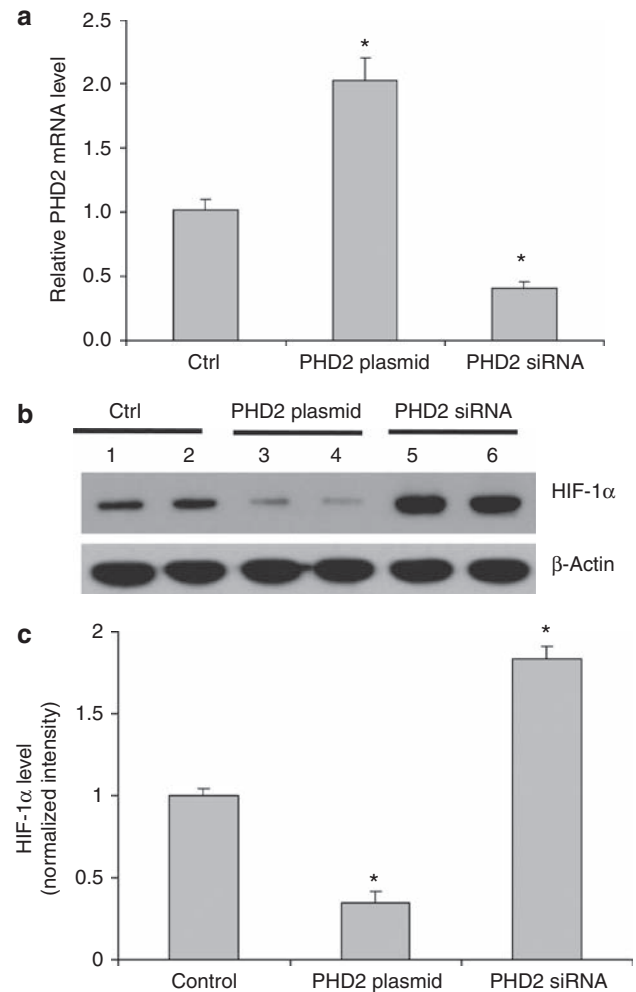 a
Relative PHD2 mRNA level
2.5
2.0
1.5
1.0
0.5
0.0
*
*
Ctrl
PHD2 plasmid
PHD2 siRNA
b
Ctrl
PHD2 plasmid
PHD2 siRNA
1
2
3
4
5
6
HIF-1α
β-Actin
c
HIF-1α level
(normalized intensity)
2
1.5
1
0.5
0
*
*
Control
PHD2 plasmid
PHD2 siRNA